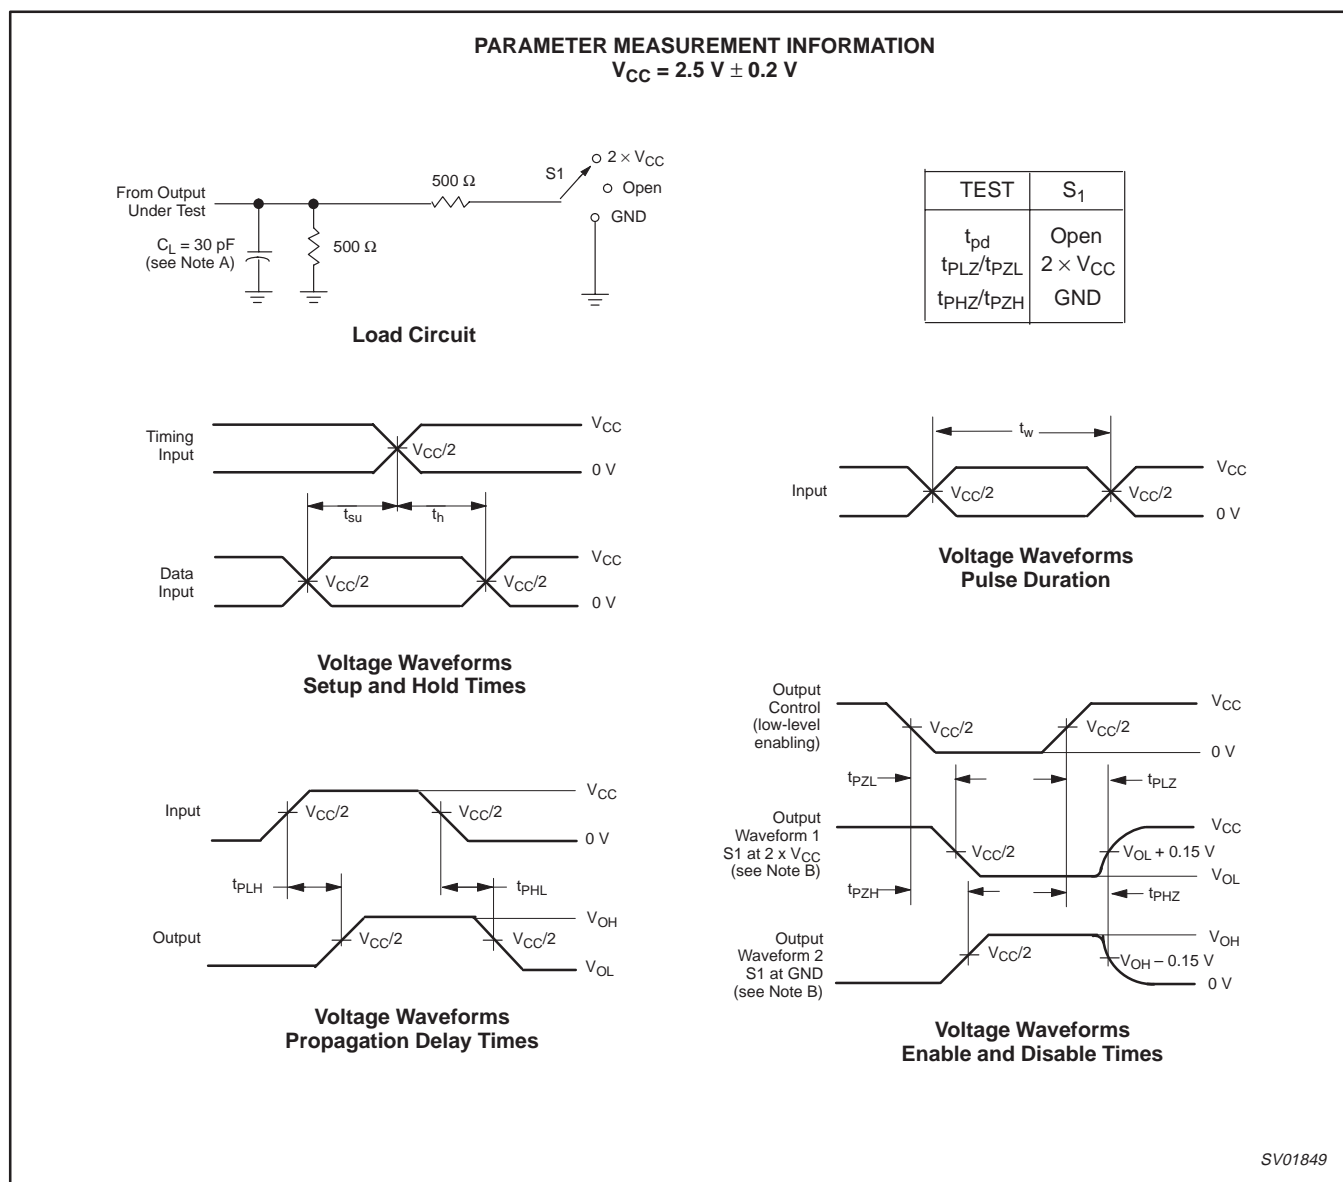 PARAMETER MEASUREMENT INFORMATION
VCC = 2.5 V ± 0.2 V
From Output
Under Test
CL = 30 pF
(see Note A)
500 Ω
500 Ω
S1
2 × VCC
Open
GND
Load Circuit
TEST S1
tpd Open
tPLZ/tPZL 2 × VCC
tPHZ/tPZH GND
Timing
Input
VCC/2
VCC
0 V
tsu
th
Data
Input
VCC/2
VCC/2
VCC
0 V
Voltage Waveforms
Setup and Hold Times
tw
Input
VCC/2
VCC/2
VCC
0 V
Voltage Waveforms
Pulse Duration
Input
VCC/2
VCC/2
VCC
0 V
tPLH
tPHL
Output
VCC/2
VCC/2
VOH
VOL
Voltage Waveforms
Propagation Delay Times
Output
Control
(low-level
enabling)
VCC/2
VCC/2
VCC
0 V
tPZL
tPLZ
Output
Waveform 1
S1 at 2 x VCC
(see Note B)
VCC/2
VCC
VOL + 0.15 V
VOL
tPZH
tPHZ
Output
Waveform 2
S1 at GND
(see Note B)
VCC/2
VOH
VOH – 0.15 V
0 V
Voltage Waveforms
Enable and Disable Times
SV01849